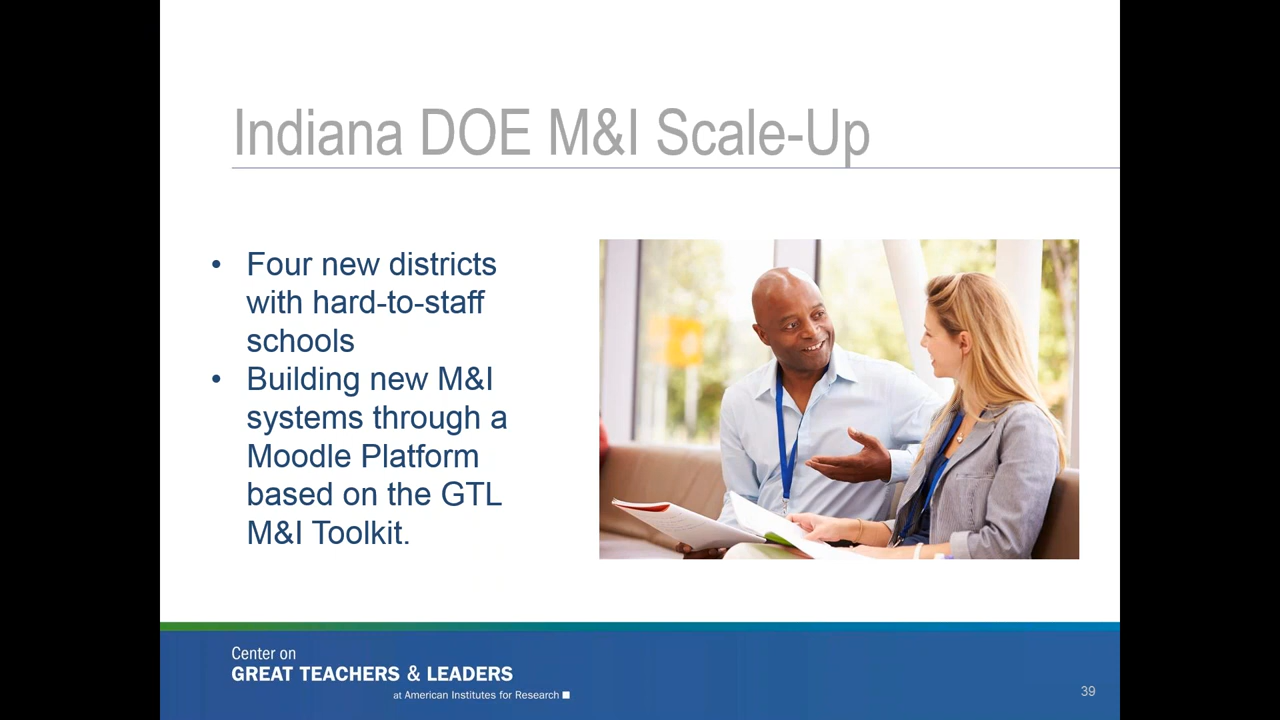 Indiana DOE M&I Scale-Up
• Four new districts
with hard-to-staff
schools
• Building new M&I
systems through a
Moodle Platform
based on the GTL
M&I Toolkit.
Center on
GREAT TEACHERS & LEADERS
at American Institutes for Research
39